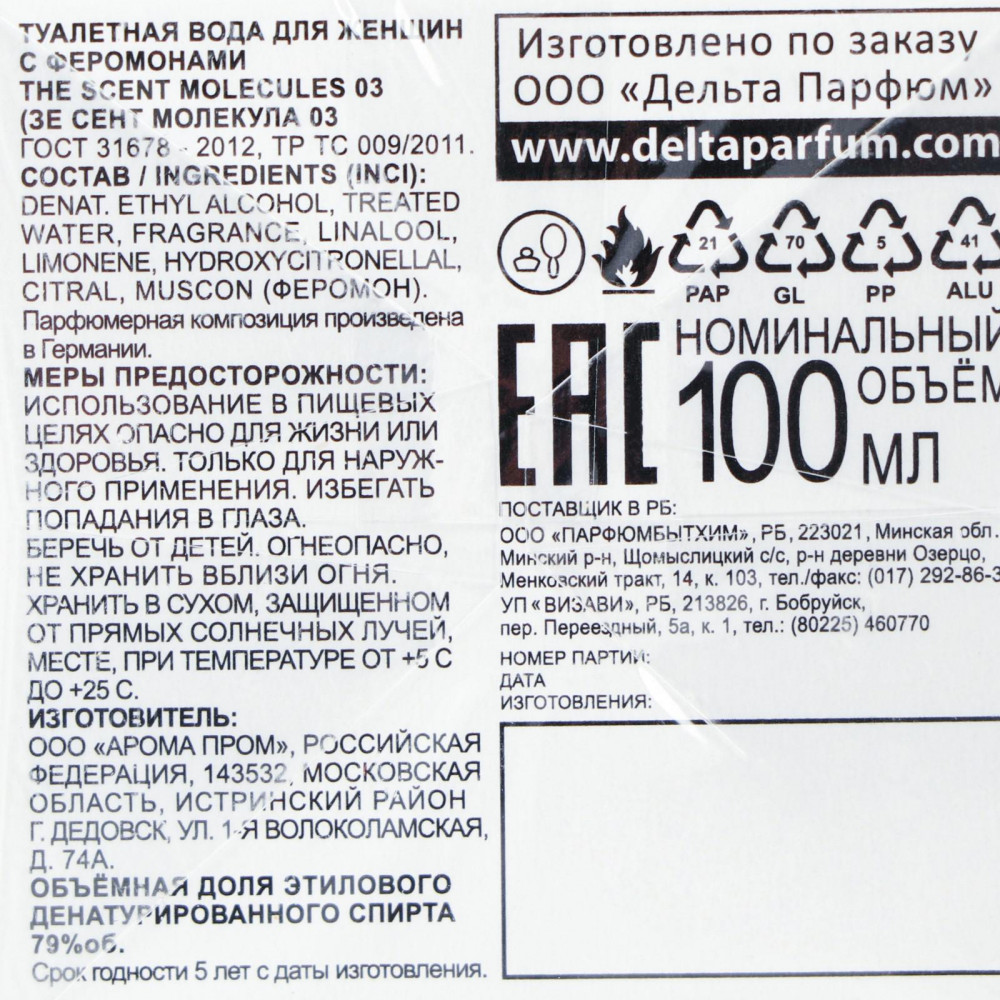 ТУАЛЕТНАЯ ВОДА ДЛЯ ЖЕНЩИН
С ФЕРОМОНАМИ
THE SCENT MOLECULES 03
(ЗЕ СЕНТ МОЛЕКУЛА 03
ГОСТ 31678 - 2012, ТР ТС 009/2011.
СОСТАВ / INGREDIENTS (INCI):
DENAT. ETHYL ALCOHOL, TREATED
WATER, FRAGRANCE, LINALOOL,
LIMONENE, HYDROXYCITRONELLAL,
CITRAL, MUSCON (ФЕРОМОН).
Парфюмерная композиция произведена
в Германии.
МЕРЫ ПРЕДОСТОРОЖНОСТИ:
ИСПОЛЬЗОВАНИЕ В ПИЩЕВЫХ
ЦЕЛЯХ ОПАСНО ДЛЯ ЖИЗНИ ИЛИ
ЗДОРОВЬЯ. ТОЛЬКО ДЛЯ НАРУЖ-
НОГО ПРИМЕНЕНИЯ. ИЗБЕГАТЬ
ПОПАДАНИЯ В ГЛАЗА.
БЕРЕЧЬ ОТ ДЕТЕЙ. ОГНЕОПАСНО,
НЕ ХРАНИТЬ ВБЛИЗИ ОГНЯ.
ХРАНИТЬ В СУХОМ, ЗАЩИЩЕННОМ
ОТ ПРЯМЫХ СОЛНЕЧНЫХ ЛУЧЕЙ,
МЕСТЕ, ПРИ ТЕМПЕРАТУРЕ ОТ +5 С
ДО +25 С.
ИЗГОТОВИТЕЛЬ:
ООО «АРОМА ПРОМ», РОССИЙСКАЯ
ФЕДЕРАЦИЯ, 143532, МОСКОВСКАЯ
ОБЛАСТЬ, ИСТРИНСКИЙ РАЙОН
Г. ДЕДОВСК, УЛ. 1-Я ВОЛОКОЛАМСКАЯ,
Д. 74А.
ОБЪЁМНАЯ ДОЛЯ ЭТИЛОВОГО
ДЕНАТУРИРОВАННОГО СПИРТА
79%об.
Срок годности 5 лет с даты изготовления.
Изготовлено по заказу
ООО «Дельта Парфюм»
www.deltaparfum.com
21 70 5 41
PAP GL PP ALU
ЕАС
НОМИНАЛЬНЫЙ
ОБЪЁМ
100 МЛ
ПОСТАВЩИК В РБ:
ООО «ПАРФЮМБЫТХИМ», РБ, 223021, Минская обл.
Минский р-н, Щомыслицкий с/с, р-н деревни Озерцо,
Менковский тракт, 14, к. 103, тел./факс: (017) 292-86-3
УП «ВИЗАВИ», РБ, 213826, г. Бобруйск,
пер. Переездный, 5а, к. 1, тел.: (80225) 460770
НОМЕР ПАРТИИ:
ДАТА
ИЗГОТОВЛЕНИЯ: